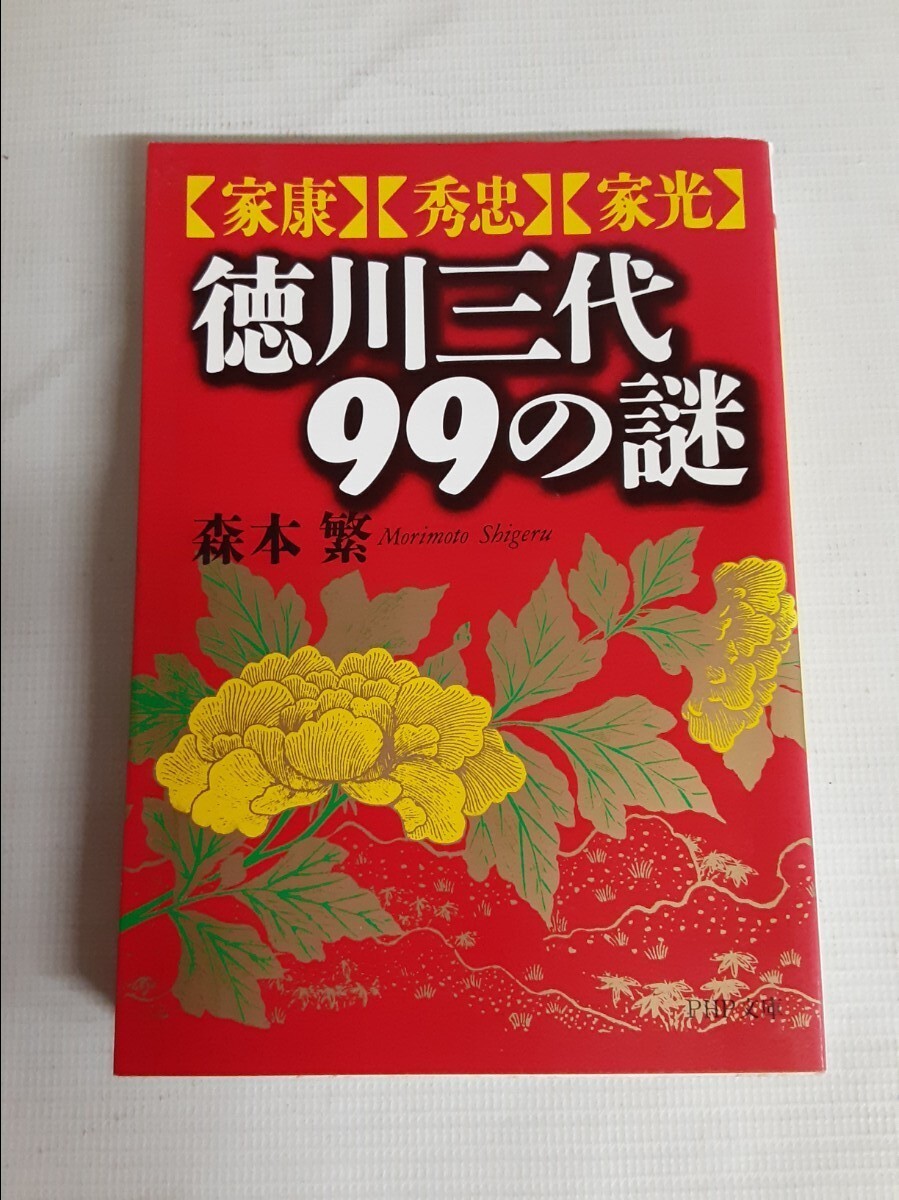 【家康】【秀忠】【家光】
徳川三代
99の謎
森本 繁 Morimoto Shigeru
PHP文庫